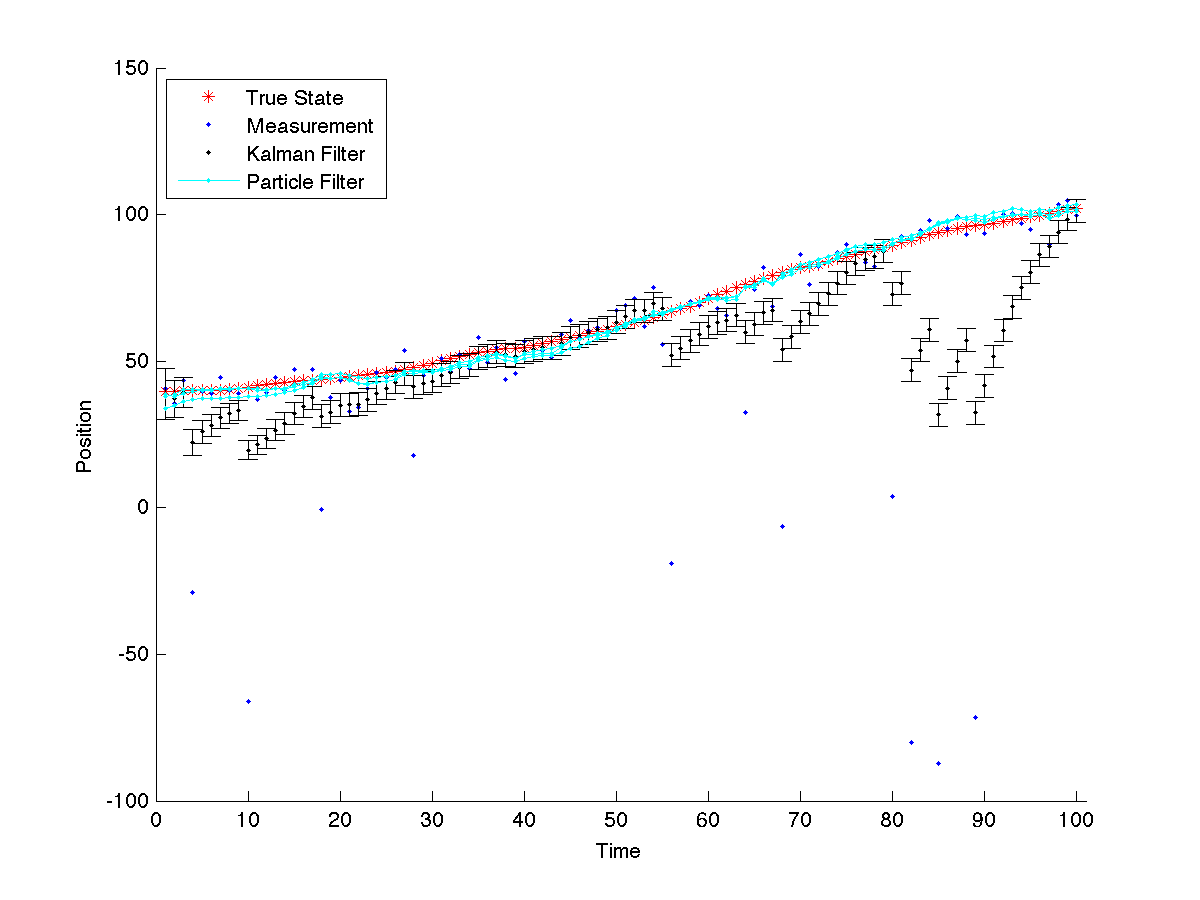 150
100
50
0
-50
-100
True State
Measurement
Kalman Filter
Particle Filter
Position
0 10 20 30 40 50 60 70 80 90 100
Time